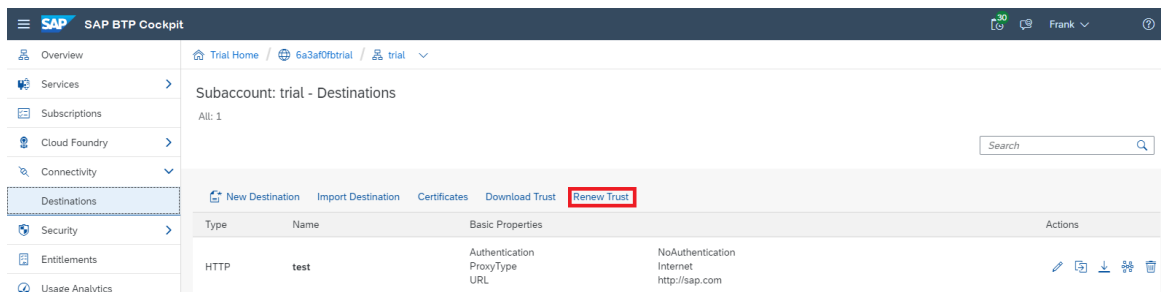 SAP SAP BTP Cockpit 30 Frank
Overview
Trial Home / 6a3af0fbtrial / trial
Services
Subaccount: trial - Destinations
Subscriptions
All: 1
Cloud Foundry
Search
Connectivity
Destinations
New Destination Import Destination Certificates Download Trust Renew Trust
Security
Type Name Basic Properties Actions
Entitlements
HTTP test
Authentication NoAuthentication
ProxyType Internet
URL http://sap.com
Usage Analytics